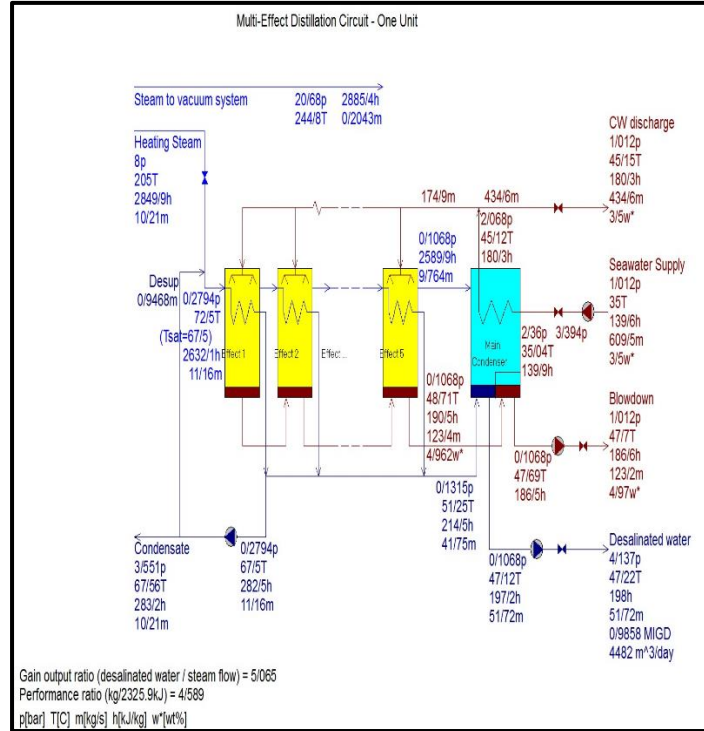 Multi-Effect Distillation Circuit - One Unit
Steam to vacuum system
20/68p 2885/4h
244/8T 0/2043m
Heating Steam
8p
205T
2849/9h
10/21m
CW discharge
1/012p
45/15T
180/3h
434/6m
3/5w*
174/9m 434/6m
2/068p
45/12T
180/3h
0/1068p
2589/9h
9/764m
Seawater Supply
1/012p
35T
139/6h
609/5m
3/5w*
Desup
0/9468m
0/2794p
72/5T
(Tsat=67/5)
2632/1h
11/16m
Effect 1
Effect 2
Effect ...
Effect 5
Main
Condenser
2/36p 3/394p
35/04T
139/9h
0/1068p
48/71T
190/5h
123/4m
4/962w*
Blowdown
1/012p
47/7T
186/6h
123/2m
4/97w*
0/1068p
47/69T
186/5h
0/1315p
51/25T
214/5h
41/75m
Condensate
3/551p
67/56T
283/2h
10/21m
0/2794p
67/5T
282/5h
11/16m
0/1068p
47/12T
197/2h
51/72m
Desalinated water
4/137p
47/22T
198h
51/72m
0/9858 MIGD
4482 m^3/day
Gain output ratio (desalinated water / steam flow) = 5/065
Performance ratio (kg/2325.9kJ) = 4/589
p[bar] T[C] m[kg/s] h[kJ/kg] w*[wt%]